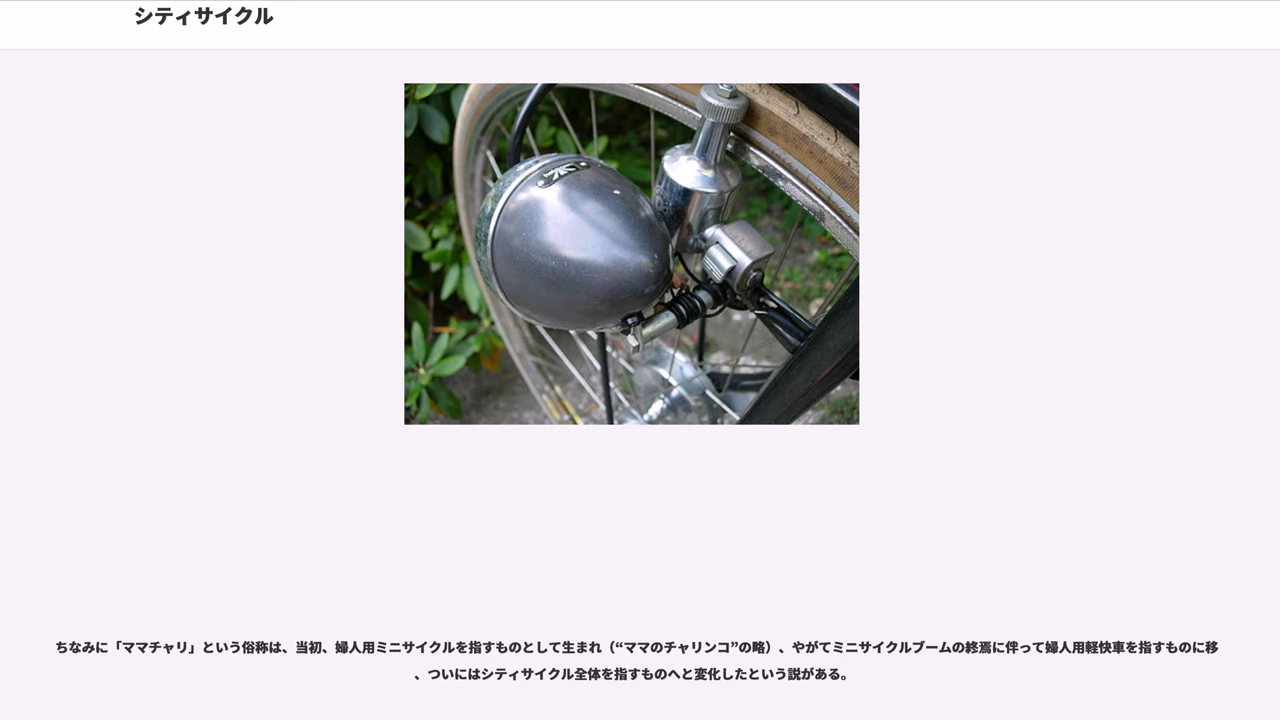 シティサイクル
ちなみに「ママチャリ」という俗称は、当初、婦人用ミニサイクルを指すものとして生まれ（“ママのチャリンコ”の略）、やがてミニサイクルブームの終焉に伴って婦人用軽快車を指すものに移
、ついにはシティサイクル全体を指すものへと変化したという説がある。